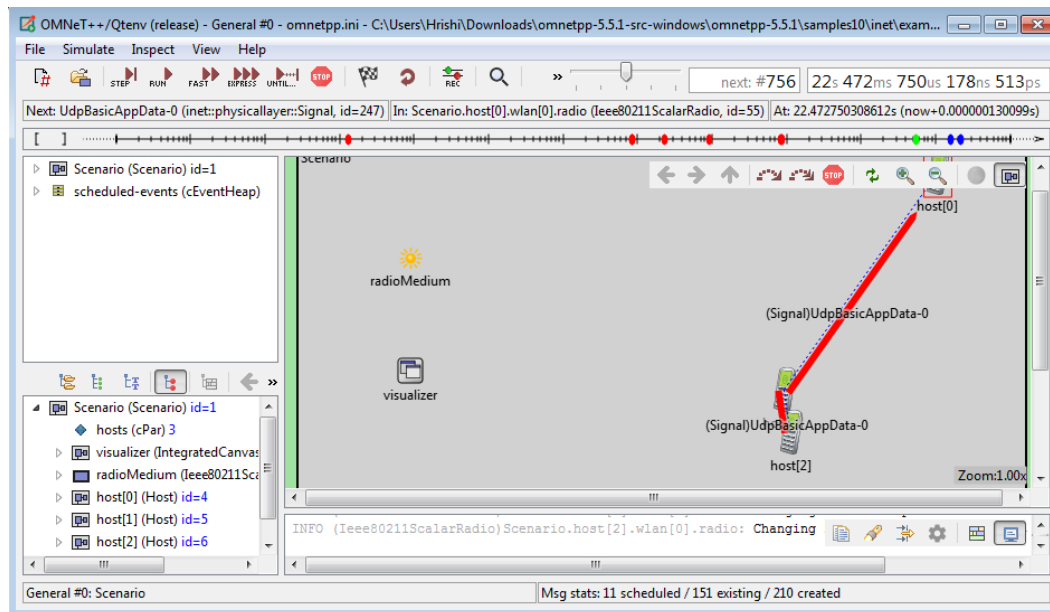 OMNeT++/Qtenv (release) - General #0 - omnetpp.ini - C:\Users\Hrishi\Downloads\omnetpp-5.5.1-src-windows\omnetpp-5.5.1\samples10\inet\exam...
File Simulate Inspect View Help
STEP RUN FAST EXPRESS UNTIL... STOP REC » next: #756 22s 472ms 750us 178ns 513ps
Next: UdpBasicAppData-0 (inet::physicallayer::Signal, id=247) In: Scenario.host[0].wlan[0].radio (Ieee80211ScalarRadio, id=55) At: 22.472750308612s (now+0.000000130099s)
[ ]
Scenario (Scenario) id=1
scheduled-events (cEventHeap)
Scenario
STOP
host[0]
radioMedium
(Signal)UdpBasicAppData-0
visualizer
(Signal)UdpBasicAppData-0
host[2]
Zoom:1.00x
»
Scenario (Scenario) id=1
hosts (cPar) 3
visualizer (IntegratedCanvas
radioMedium (Ieee80211Sca
host[0] (Host) id=4
host[1] (Host) id=5
host[2] (Host) id=6
INFO (Ieee80211ScalarRadio)Scenario.host[2].wlan[0].radio: Changing
General #0: Scenario
Msg stats: 11 scheduled / 151 existing / 210 created